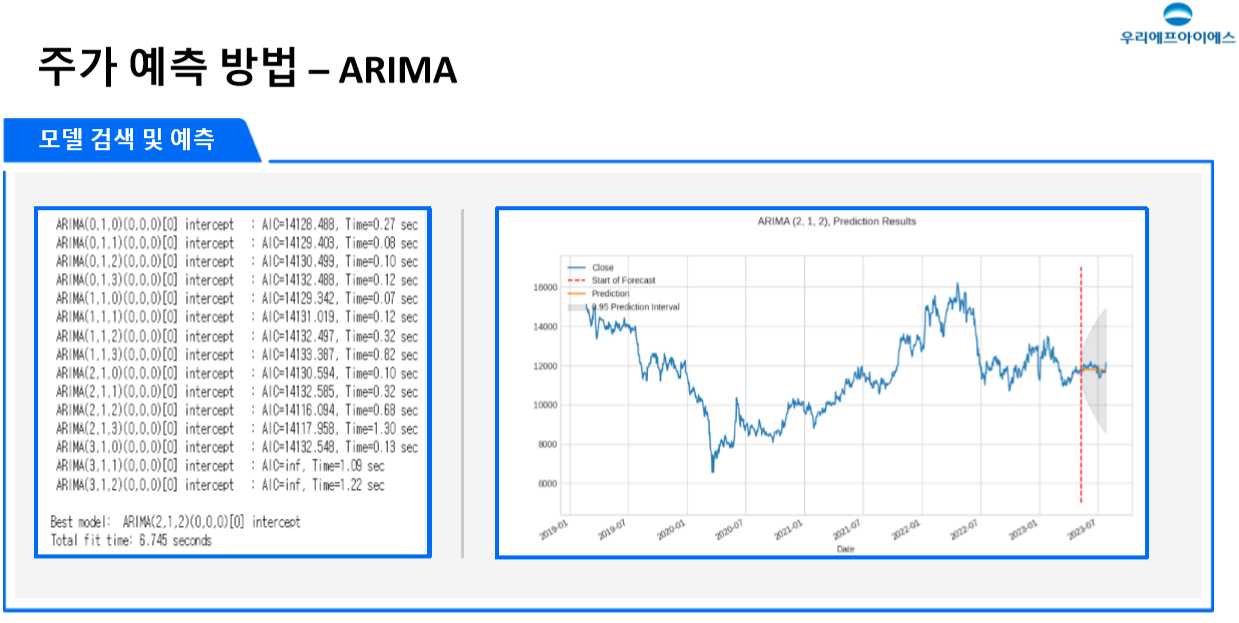 우리에프아이에스
주가 예측 방법 – ARIMA
모델 검색 및 예측
ARIMA(0,1,0)(0,0,0)[0] intercept : AIC=14128.488, Time=0.27 sec
ARIMA(0,1,1)(0,0,0)[0] intercept : AIC=14129.403, Time=0.08 sec
ARIMA(0,1,2)(0,0,0)[0] intercept : AIC=14130.499, Time=0.10 sec
ARIMA(0,1,3)(0,0,0)[0] intercept : AIC=14132.488, Time=0.12 sec
ARIMA(1,1,0)(0,0,0)[0] intercept : AIC=14129.342, Time=0.07 sec
ARIMA(1,1,1)(0,0,0)[0] intercept : AIC=14131.019, Time=0.12 sec
ARIMA(1,1,2)(0,0,0)[0] intercept : AIC=14132.497, Time=0.32 sec
ARIMA(1,1,3)(0,0,0)[0] intercept : AIC=14133.387, Time=0.82 sec
ARIMA(2,1,0)(0,0,0)[0] intercept : AIC=14130.594, Time=0.10 sec
ARIMA(2,1,1)(0,0,0)[0] intercept : AIC=14132.585, Time=0.32 sec
ARIMA(2,1,2)(0,0,0)[0] intercept : AIC=14116.094, Time=0.68 sec
ARIMA(2,1,3)(0,0,0)[0] intercept : AIC=14117.958, Time=1.30 sec
ARIMA(3,1,0)(0,0,0)[0] intercept : AIC=14132.548, Time=0.13 sec
ARIMA(3,1,1)(0,0,0)[0] intercept : AIC=inf, Time=1.09 sec
ARIMA(3,1,2)(0,0,0)[0] intercept : AIC=inf, Time=1.22 sec
Best model: ARIMA(2,1,2)(0,0,0)[0] intercept
Total fit time: 6.745 seconds
ARIMA (2, 1, 2), Prediction Results
Close
Start of Forecast
Prediction
0.95 Prediction Interval
16000
14000
12000
10000
8000
6000
2019-01
2019-07
2020-01
2020-07
2021-01
2021-07
2022-01
2022-07
2023-01
2023-07
Date